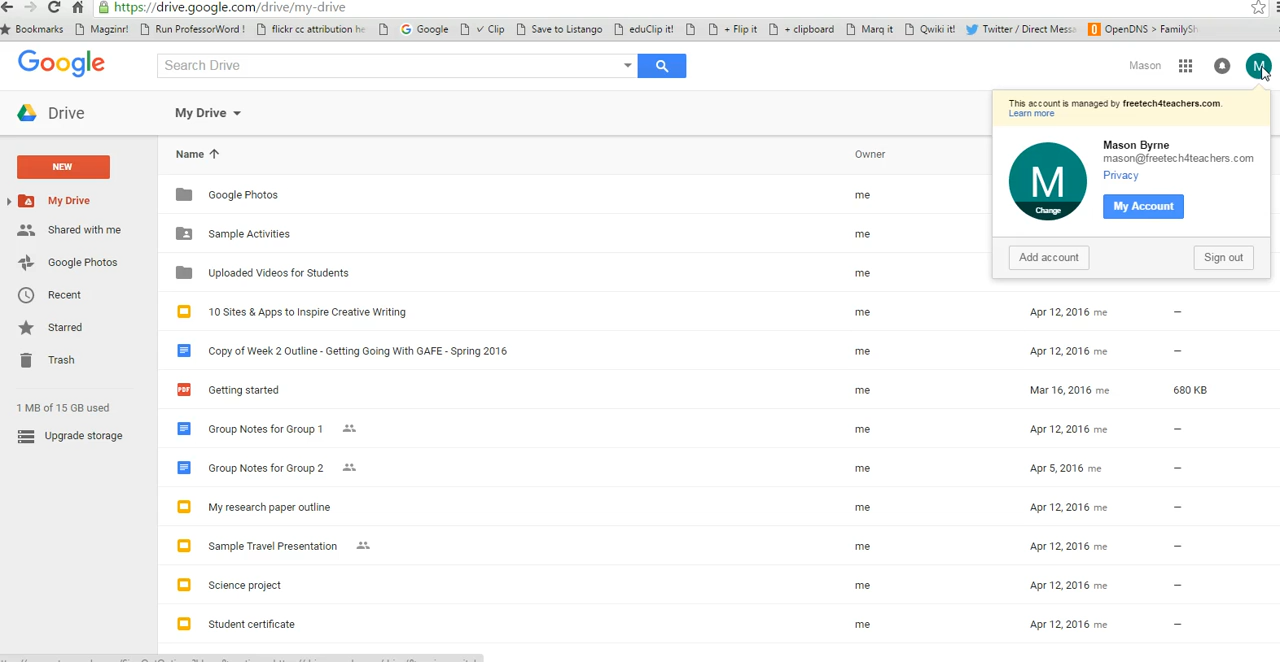 https://drive.google.com/drive/my-drive
Bookmarks Magzinr! Run ProfessorWord ! flickr cc attribution he Google ✓ Clip Save to Listango eduClip it! + Flip it + clipboard Marq it Qwiki it! Twitter / Direct Messa OpenDNS > FamilySh
Google Search Drive Mason M
Drive My Drive
This account is managed by freetech4teachers.com.
Learn more
M
Change
Mason Byrne
mason@freetech4teachers.com
Privacy
My Account
Add account Sign out
NEW
My Drive
Shared with me
Google Photos
Recent
Starred
Trash
1 MB of 15 GB used
Upgrade storage
Name Owner
Google Photos me
Sample Activities me
Uploaded Videos for Students me
10 Sites & Apps to Inspire Creative Writing me Apr 12, 2016 me –
Copy of Week 2 Outline - Getting Going With GAFE - Spring 2016 me Apr 12, 2016 me –
PDF Getting started me Mar 16, 2016 me 680 KB
Group Notes for Group 1 me Apr 12, 2016 me –
Group Notes for Group 2 me Apr 5, 2016 me –
My research paper outline me Apr 12, 2016 me –
Sample Travel Presentation me Apr 12, 2016 me –
Science project me Apr 12, 2016 me –
Student certificate me Apr 12, 2016 me –